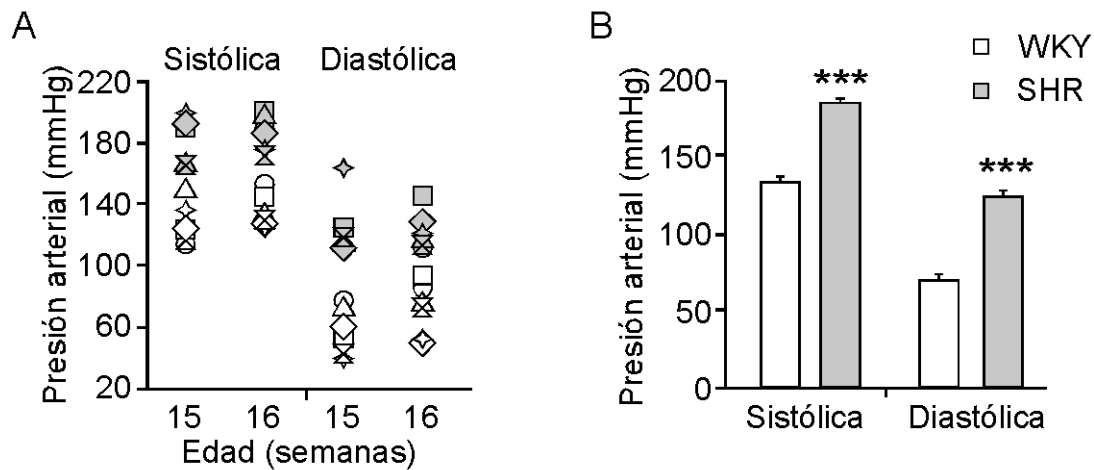 A
Sistólica Diastólica
Presión arterial (mmHg)
220
180
140
100
60
20
15 16 15 16
Edad (semanas)
B
WKY
SHR
Presión arterial (mmHg)
200
150
100
50
0
***
***
Sistólica Diastólica